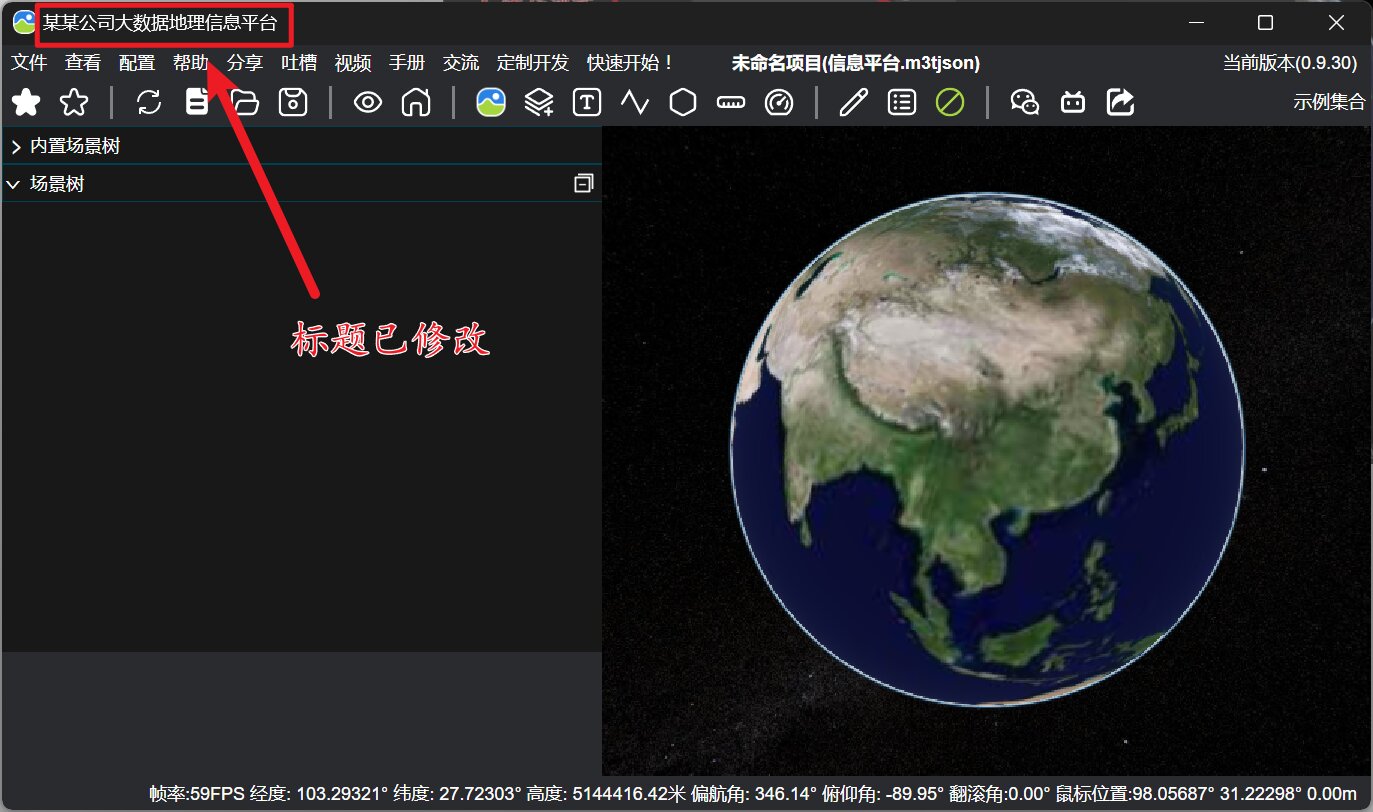 某某公司大数据地理信息平台
文件 查看 配置 帮助 分享 吐槽 视频 手册 交流 定制开发 快速开始！ 未命名项目(信息平台.m3tjson) 当前版本(0.9.30)
示例集合
内置场景树
场景树
标题已修改
帧率:59FPS 经度: 103.29321° 纬度: 27.72303° 高度: 5144416.42米 偏航角: 346.14° 俯仰角: -89.95° 翻滚角:0.00° 鼠标位置:98.05687° 31.22298° 0.00m